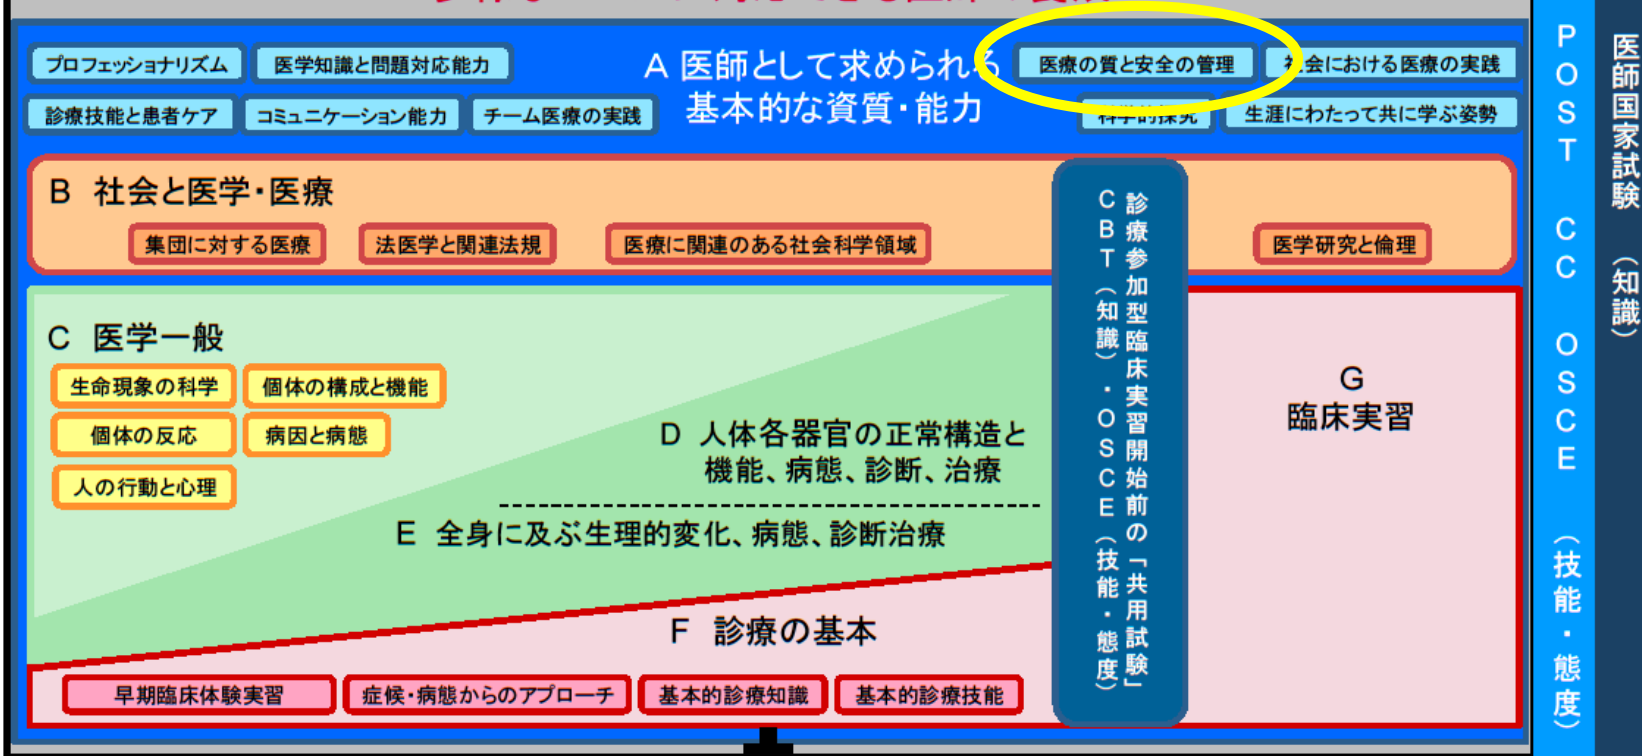 プロフェッショナリズム
医学知識と問題対応能力
診療技能と患者ケア
コミュニケーション能力
チーム医療の実践
A 医師として求められる
基本的な資質・能力
医療の質と安全の管理
社会における医療の実践
科学的探究
生涯にわたって共に学ぶ姿勢
B 社会と医学・医療
集団に対する医療
法医学と関連法規
医療に関連のある社会科学領域
医学研究と倫理
C 医学一般
生命現象の科学
個体の構成と機能
個体の反応
病因と病態
人の行動と心理
D 人体各器官の正常構造と
機能、病態、診断、治療
E 全身に及ぶ生理的変化、病態、診断治療
F 診療の基本
早期臨床体験実習
症候・病態からのアプローチ
基本的診療知識
基本的診療技能
診療参加型臨床実習開始前の「共用試験」
CBT（知識）・OSCE（技能・態度）
G
臨床実習
POST CC OSCE （技能・態度）
医師国家試験 （知識）